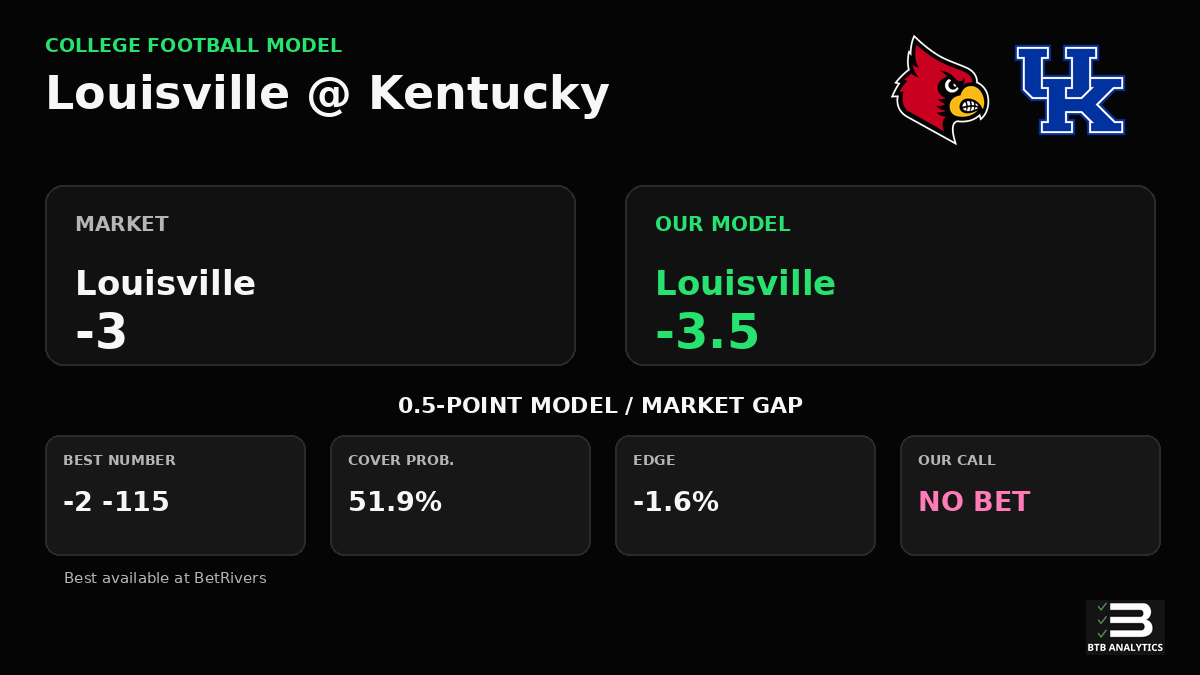 COLLEGE FOOTBALL MODEL
Louisville @ Kentucky
UK
MARKET
Louisville
-3
OUR MODEL
Louisville
-3.5
0.5-POINT MODEL / MARKET GAP
BEST NUMBER
-2 -115
COVER PROB.
51.9%
EDGE
-1.6%
OUR CALL
NO BET
Best available at BetRivers
B
BTB ANALYTICS